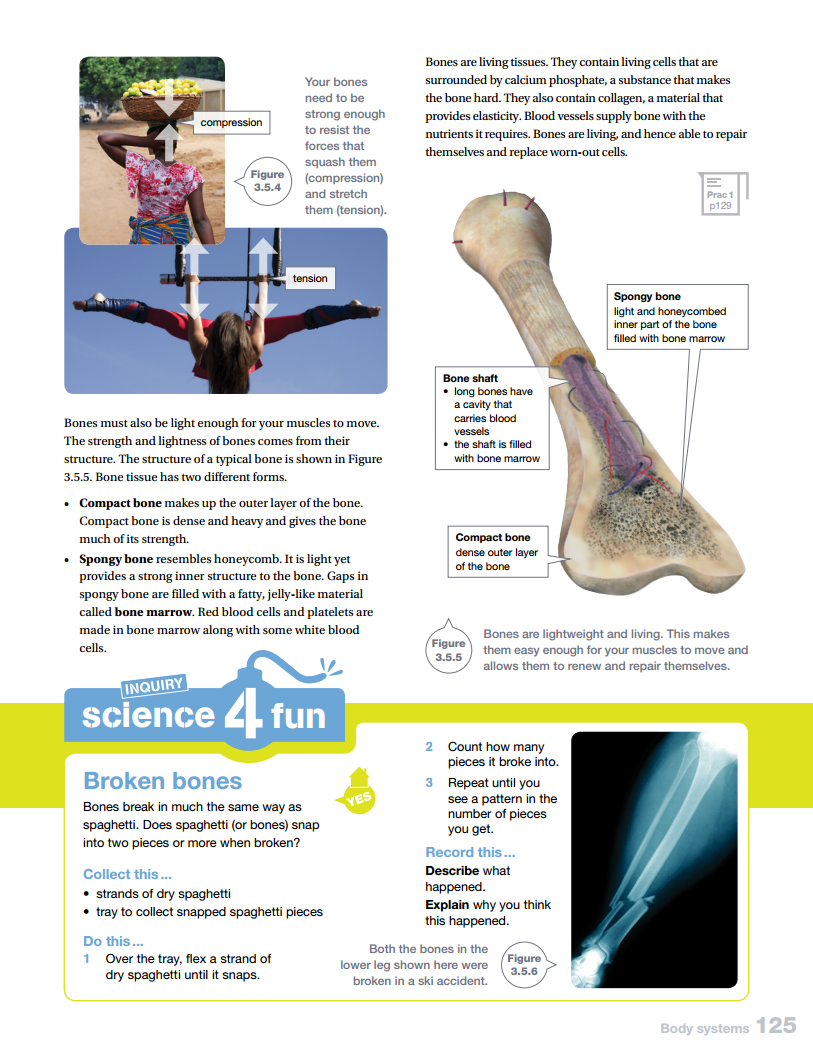 compression
Your bones
need to be
strong enough
to resist the
forces that
squash them
(compression)
and stretch
them (tension).
Figure
3.5.4
tension
Bones must also be light enough for your muscles to move.
The strength and lightness of bones comes from their
structure. The structure of a typical bone is shown in Figure
3.5.5. Bone tissue has two different forms.
• Compact bone makes up the outer layer of the bone.
Compact bone is dense and heavy and gives the bone
much of its strength.
• Spongy bone resembles honeycomb. It is light yet
provides a strong inner structure to the bone. Gaps in
spongy bone are filled with a fatty, jelly-like material
called bone marrow. Red blood cells and platelets are
made in bone marrow along with some white blood
cells.
Bones are living tissues. They contain living cells that are
surrounded by calcium phosphate, a substance that makes
the bone hard. They also contain collagen, a material that
provides elasticity. Blood vessels supply bone with the
nutrients it requires. Bones are living, and hence able to repair
themselves and replace worn-out cells.
Prac 1
p129
Spongy bone
light and honeycombed
inner part of the bone
filled with bone marrow
Bone shaft
• long bones have
a cavity that
carries blood
vessels
• the shaft is filled
with bone marrow
Compact bone
dense outer layer
of the bone
Figure
3.5.5
Bones are lightweight and living. This makes
them easy enough for your muscles to move and
allows them to renew and repair themselves.
INQUIRY
science 4 fun
Broken bones
Bones break in much the same way as
spaghetti. Does spaghetti (or bones) snap
into two pieces or more when broken?
YES
Collect this...
• strands of dry spaghetti
• tray to collect snapped spaghetti pieces
Do this...
1 Over the tray, flex a strand of
dry spaghetti until it snaps.
2 Count how many
pieces it broke into.
3 Repeat until you
see a pattern in the
number of pieces
you get.
Record this...
Describe what
happened.
Explain why you think
this happened.
Both the bones in the
lower leg shown here were
broken in a ski accident.
Figure
3.5.6
Body systems 125